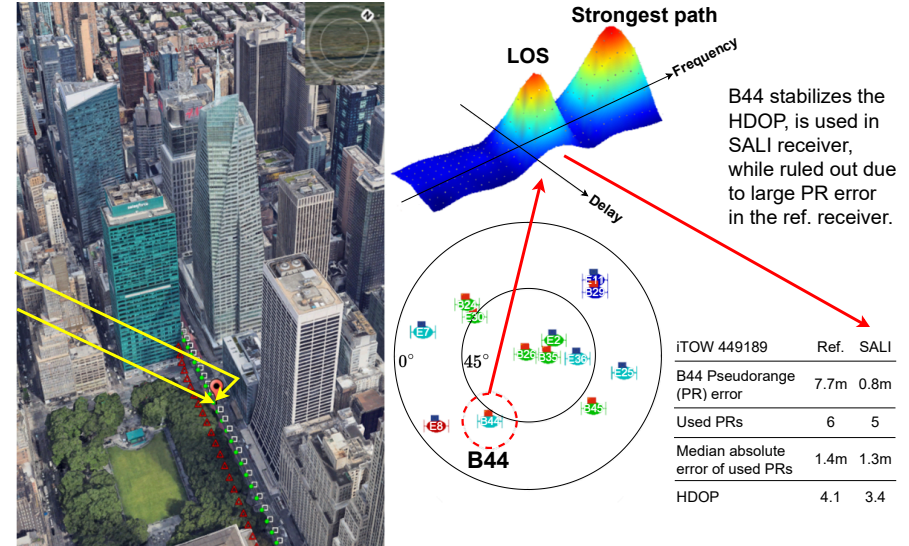 Strongest path
LOS
Frequency
Delay
B44 stabilizes the
HDOP, is used in
SALI receiver,
while ruled out due
to large PR error
in the ref. receiver.
N
E11
B29
B24
E30
E7
E2
B26
B35
E36
E25
0°
45°
B45
B44
E8
B44
iTOW 449189 Ref. SALI
B44 Pseudorange
(PR) error 7.7m 0.8m
Used PRs 6 5
Median absolute
error of used PRs 1.4m 1.3m
HDOP 4.1 3.4